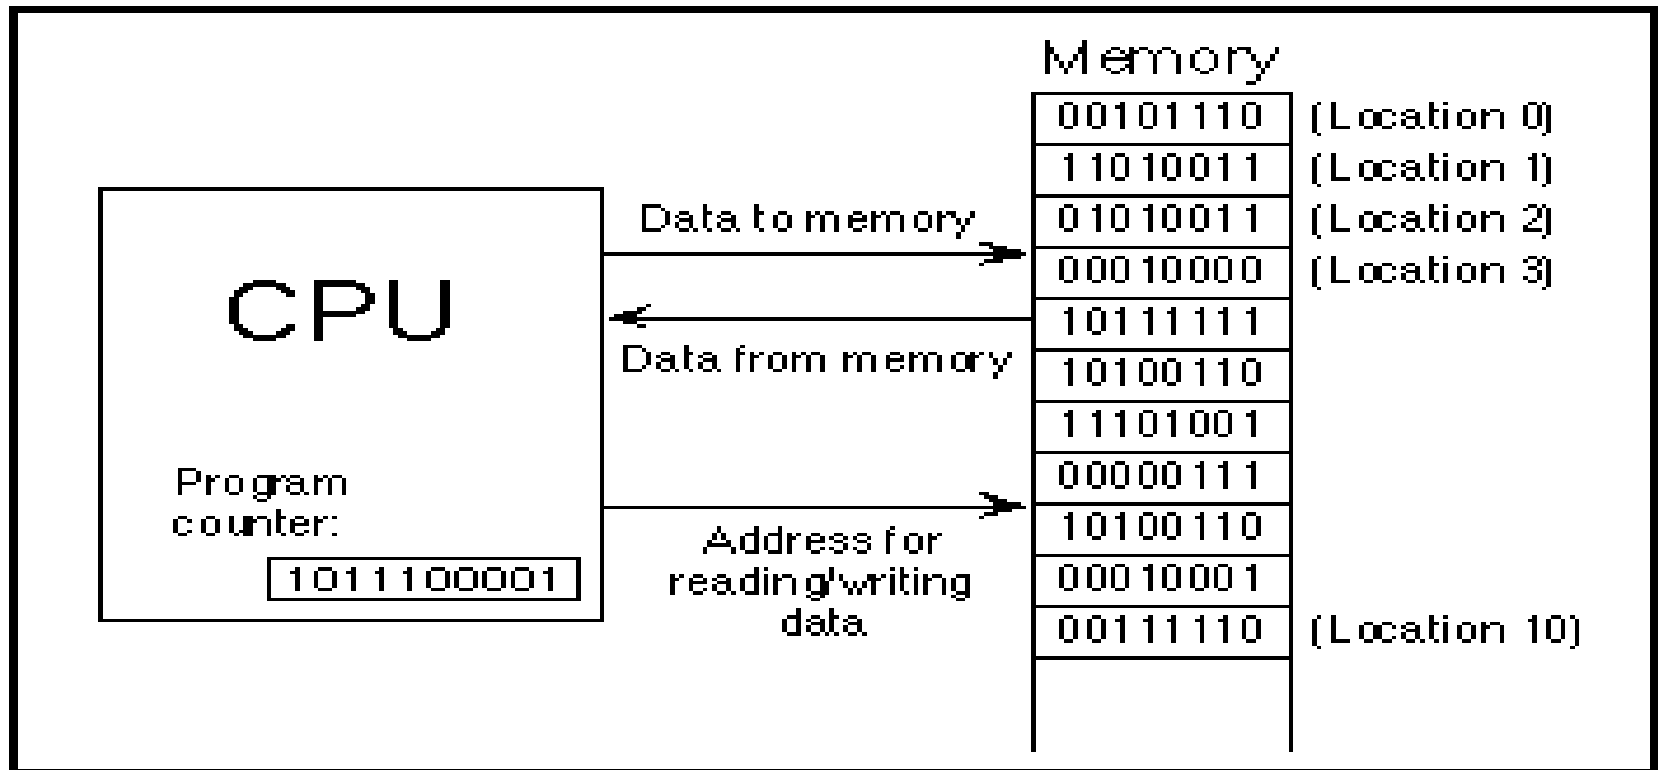 Memory
00101110 (Location 0)
11010011 (Location 1)
01010011 (Location 2)
00010000 (Location 3)
10111111
10100110
11101001
00000111
10100110
00010001
00111110 (Location 10)
Data to memory
Data from memory
Address for
reading/writing
data
CPU
Program
counter:
1011100001